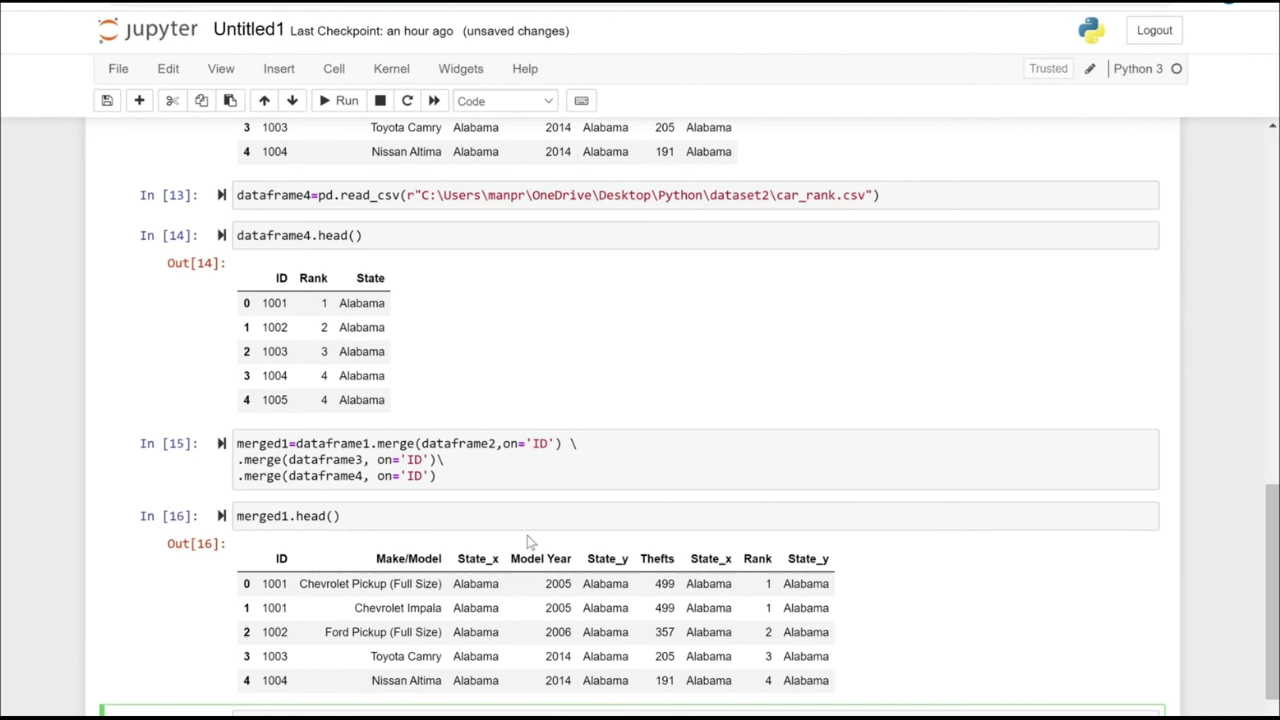 jupyter Untitled1 Last Checkpoint: an hour ago (unsaved changes) Logout
File Edit View Insert Cell Kernel Widgets Help Trusted Python 3
Run Code
3 1003 Toyota Camry Alabama 2014 Alabama 205 Alabama
4 1004 Nissan Altima Alabama 2014 Alabama 191 Alabama
In [13]: dataframe4=pd.read_csv(r"C:\Users\manpr\OneDrive\Desktop\Python\dataset2\car_rank.csv")
In [14]: dataframe4.head()
Out[14]:
ID Rank State
0 1001 1 Alabama
1 1002 2 Alabama
2 1003 3 Alabama
3 1004 4 Alabama
4 1005 4 Alabama
In [15]: merged1=dataframe1.merge(dataframe2,on='ID') \
.merge(dataframe3, on='ID')\
.merge(dataframe4, on='ID')
In [16]: merged1.head()
Out[16]:
ID Make/Model State_x Model Year State_y Thefts State_x Rank State_y
0 1001 Chevrolet Pickup (Full Size) Alabama 2005 Alabama 499 Alabama 1 Alabama
1 1001 Chevrolet Impala Alabama 2005 Alabama 499 Alabama 1 Alabama
2 1002 Ford Pickup (Full Size) Alabama 2006 Alabama 357 Alabama 2 Alabama
3 1003 Toyota Camry Alabama 2014 Alabama 205 Alabama 3 Alabama
4 1004 Nissan Altima Alabama 2014 Alabama 191 Alabama 4 Alabama